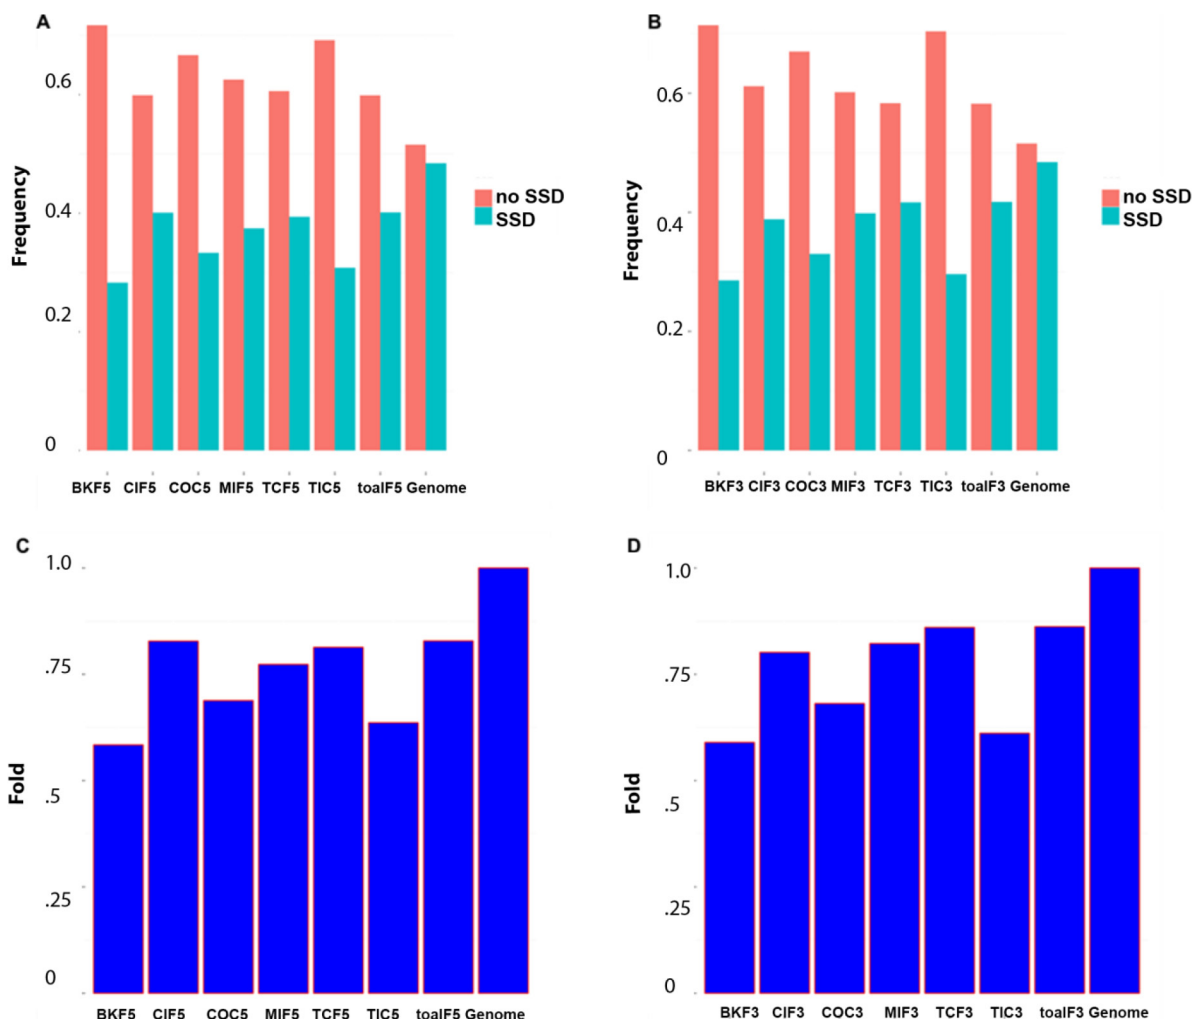 A
0.6
0.4
0.2
0
Frequency
no SSD
SSD
BKF5 CIF5 COC5 MIF5 TCF5 TIC5 toalF5 Genome
B
0.6
0.4
0.2
0
Frequency
no SSD
SSD
BKF3 CIF3 COC3 MIF3 TCF3 TIC3 toalF3 Genome
C
1.0
.75
.5
.25
0
Fold
BKF5 CIF5 COC5 MIF5 TCF5 TIC5 toalF5 Genome
D
1.0
.75
.5
.25
0
Fold
BKF3 CIF3 COC3 MIF3 TCF3 TIC3 toalF3 Genome